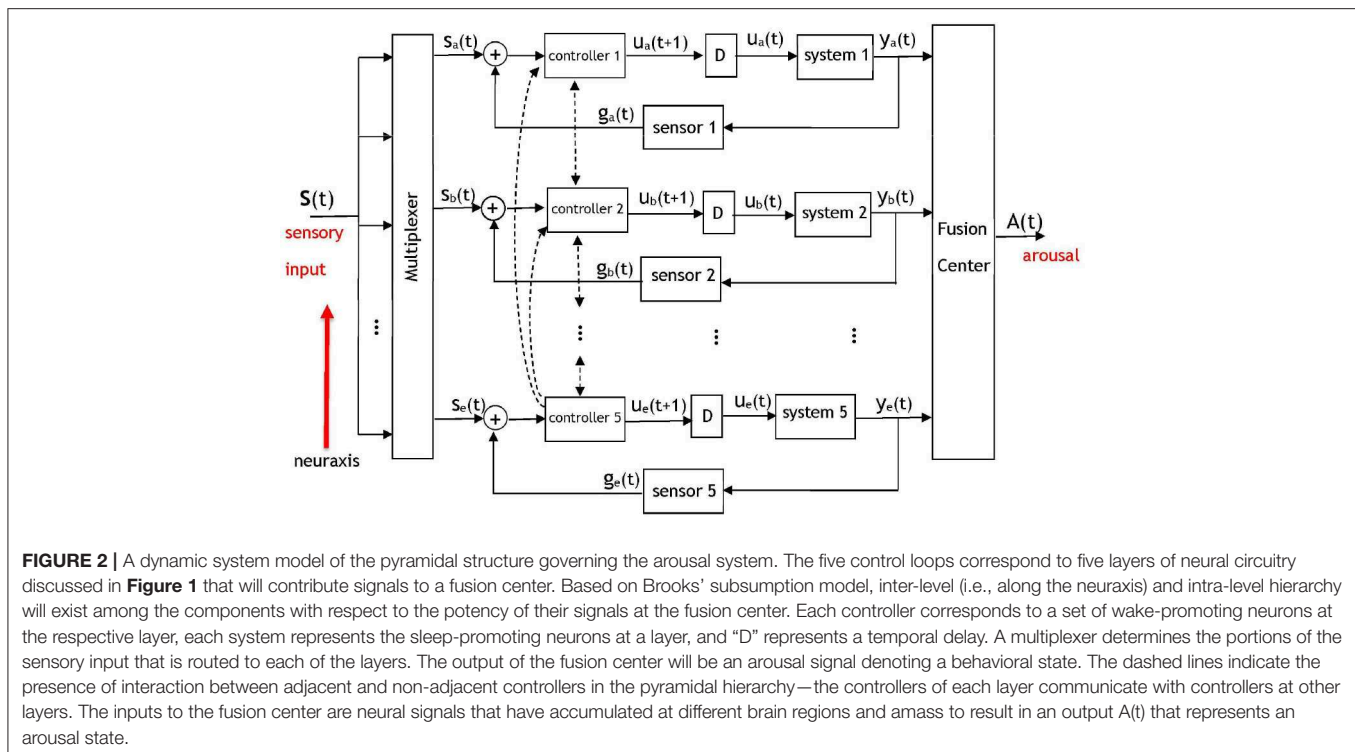 sₐ(t) controller 1 uₐ(t+1) D uₐ(t) system 1 yₐ(t)
+
gₐ(t) sensor 1
S(t)
sensory
input
Multiplexer
s_b(t) + controller 2 u_b(t+1) D u_b(t) system 2 y_b(t)
g_b(t) sensor 2
Fusion
Center
A(t)
arousal
neuraxis
sₑ(t) + controller 5 uₑ(t+1) D uₑ(t) system 5 yₑ(t)
gₑ(t) sensor 5
FIGURE 2 | A dynamic system model of the pyramidal structure governing the arousal system. The five control loops correspond to five layers of neural circuitry
discussed in Figure 1 that will contribute signals to a fusion center. Based on Brooks' subsumption model, inter-level (i.e., along the neuraxis) and intra-level hierarchy
will exist among the components with respect to the potency of their signals at the fusion center. Each controller corresponds to a set of wake-promoting neurons at
the respective layer, each system represents the sleep-promoting neurons at a layer, and “D” represents a temporal delay. A multiplexer determines the portions of the
sensory input that is routed to each of the layers. The output of the fusion center will be an arousal signal denoting a behavioral state. The dashed lines indicate the
presence of interaction between adjacent and non-adjacent controllers in the pyramidal hierarchy—the controllers of each layer communicate with controllers at other
layers. The inputs to the fusion center are neural signals that have accumulated at different brain regions and amass to result in an output A(t) that represents an
arousal state.